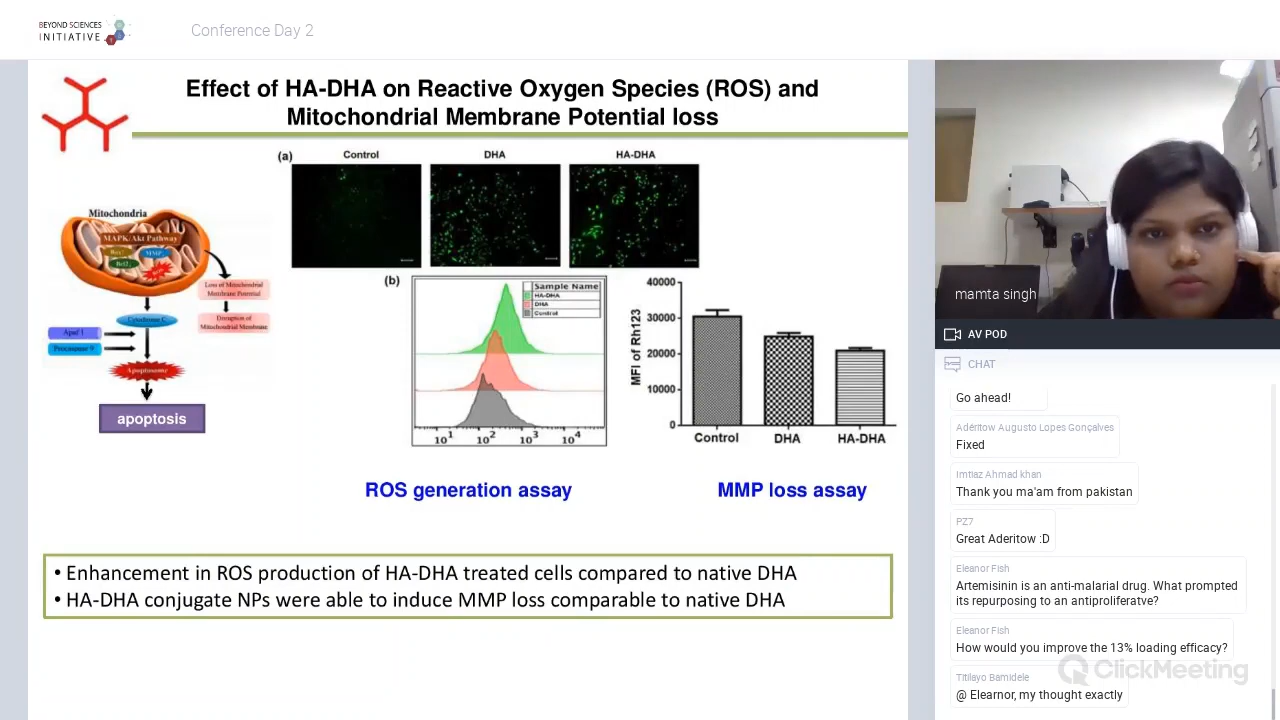 BEYOND SCIENCES
INITIATIVE
Conference Day 2
Effect of HA-DHA on Reactive Oxygen Species (ROS) and
Mitochondrial Membrane Potential loss
(a)
Control
DHA
HA-DHA
Mitochondria
MAPK/Akt Pathway
Loss of Mitochondrial
Membrane Potential
Cytochrome C
Disruption of
Mitochondrial Membrane
Apaf 1
Procaspase 9
Apoptosome
apoptosis
(b)
Sample Name
HA-DHA
DHA
Control
10¹ 10² 10³ 10⁴
MFI of Rh123
40000
30000
20000
10000
0
Control DHA HA-DHA
ROS generation assay
MMP loss assay
• Enhancement in ROS production of HA-DHA treated cells compared to native DHA
• HA-DHA conjugate NPs were able to induce MMP loss comparable to native DHA
mamta singh
AV POD
CHAT
Go ahead!
Adéritow Augusto Lopes Gonçalves
Fixed
Imtiaz Ahmad khan
Thank you ma'am from pakistan
PZ7
Great Aderitow :D
Eleanor Fish
Artemisinin is an anti-malarial drug. What prompted
its repurposing to an antiproliferatve?
Eleanor Fish
How would you improve the 13% loading efficacy?
ClickMeeting
Titilayo Bamidele
@ Elearnor, my thought exactly